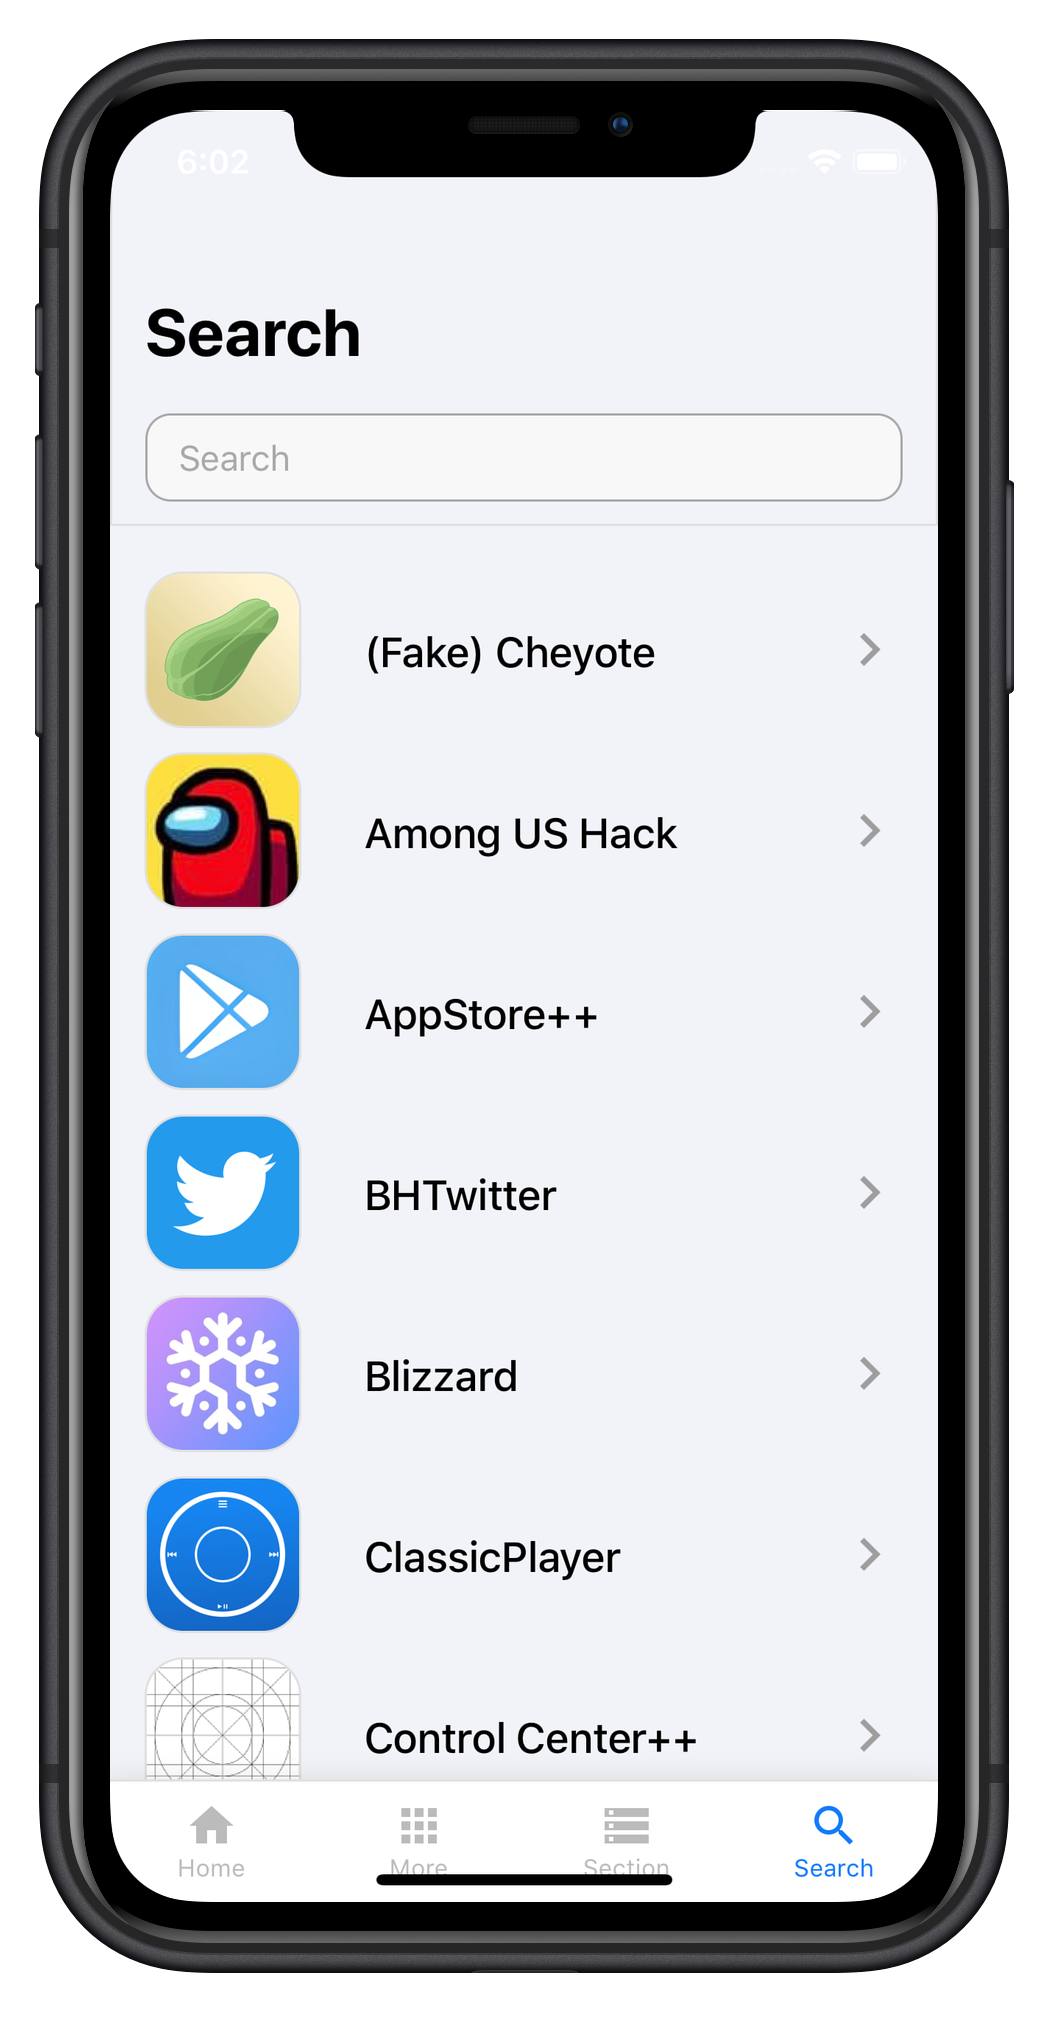 6:02
Search
Search
(Fake) Cheyote
Among US Hack
AppStore++
BHTwitter
Blizzard
ClassicPlayer
Control Center++
Home
More
Section
Search